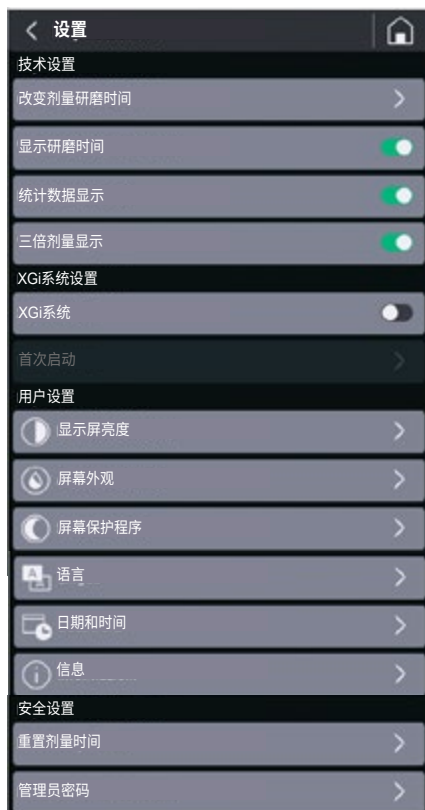 设置
技术设置
改变剂量研磨时间
显示研磨时间
统计数据显示
三倍剂量显示
XGi系统设置
XGi系统
首次启动
用户设置
显示屏亮度
屏幕外观
屏幕保护程序
语言
日期和时间
信息
安全设置
重置剂量时间
管理员密码